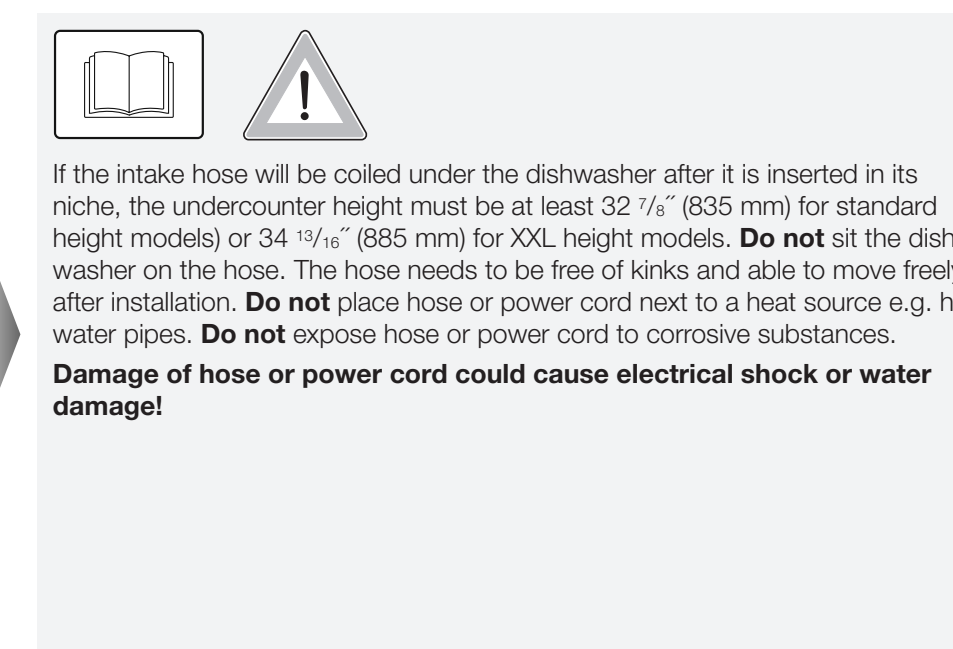 If the intake hose will be coiled under the dishwasher after it is inserted in its
niche, the undercounter height must be at least 32 7/8˝ (835 mm) for standard
height models) or 34 13/16˝ (885 mm) for XXL height models. Do not sit the dish
washer on the hose. The hose needs to be free of kinks and able to move freely
after installation. Do not place hose or power cord next to a heat source e.g. h
water pipes. Do not expose hose or power cord to corrosive substances.
Damage of hose or power cord could cause electrical shock or water
damage!